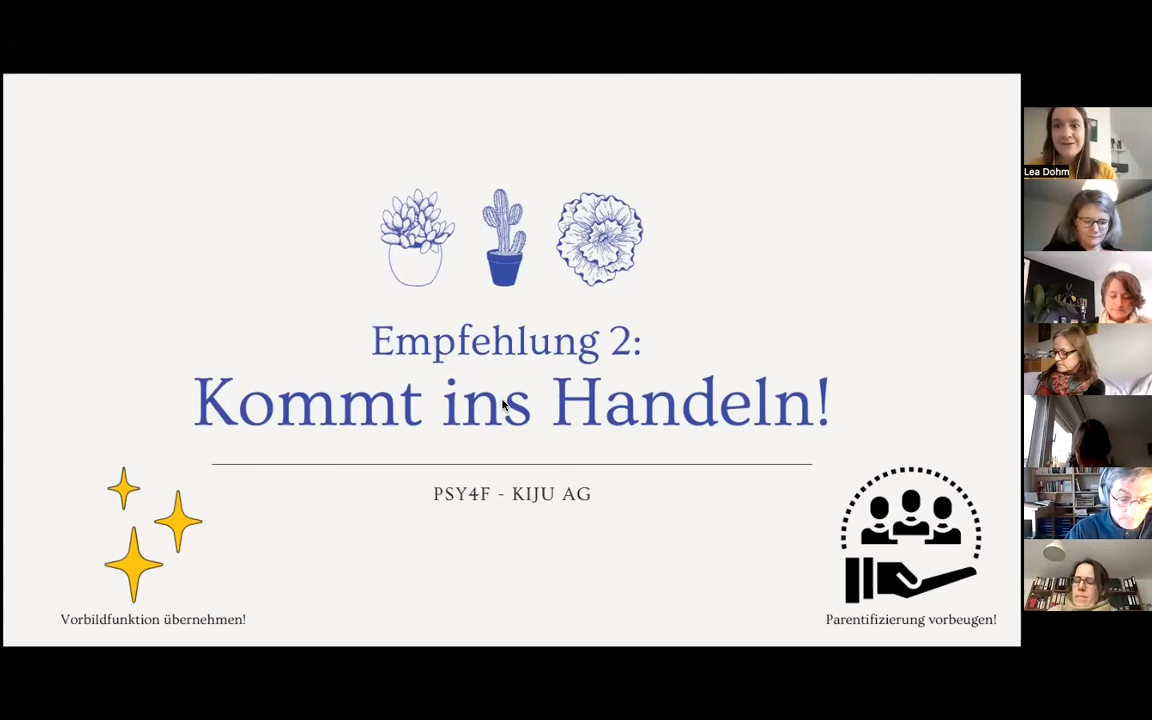 Empfehlung 2:
Kommt ins Handeln!
PSY4F - KIJU AG
Vorbildfunktion übernehmen!
Parentifizierung vorbeugen!
Lea Dohm